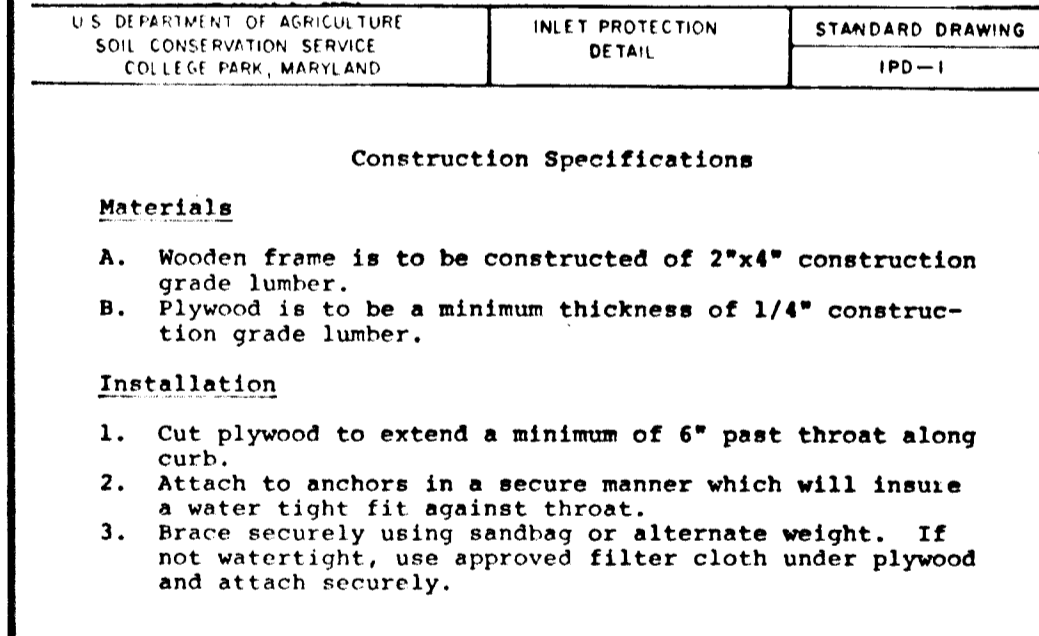 U S DEPARTMENT OF AGRICULTURE
SOIL CONSERVATION SERVICE
COLLEGE PARK, MARYLAND
INLET PROTECTION
DETAIL
STANDARD DRAWING
IPD-1
Construction Specifications
Materials
A. Wooden frame is to be constructed of 2"x4" construction
grade lumber.
B. Plywood is to be a minimum thickness of 1/4" construc-
tion grade lumber.
Installation
1. Cut plywood to extend a minimum of 6" past throat along
curb.
2. Attach to anchors in a secure manner which will insure
a water tight fit against throat.
3. Brace securely using sandbag or alternate weight. If
not watertight, use approved filter cloth under plywood
and attach securely.